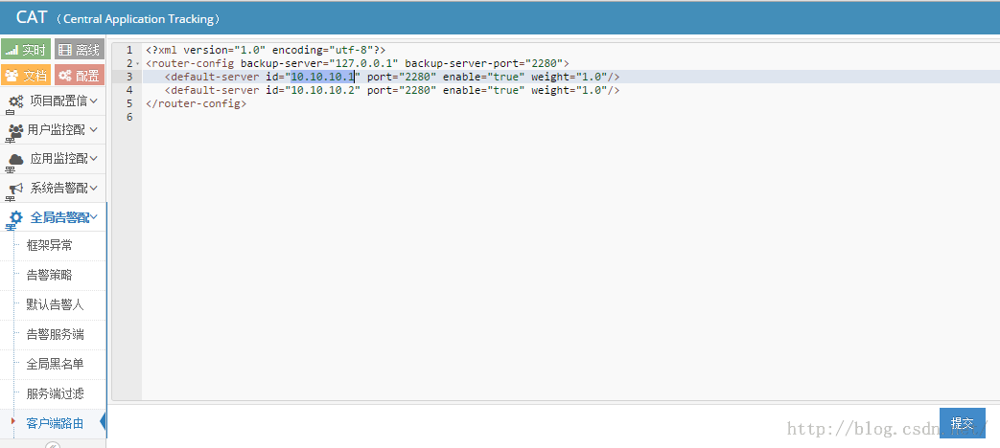 CAT (Central Application Tracking)
实时 离线
文档 配置
项目配置信息
用户监控配置
应用监控配置
系统告警配置
全局告警配置
框架异常
告警策略
默认告警人
告警服务端
全局黑名单
服务端过滤
客户端路由
1 <?xml version="1.0" encoding="utf-8"?>
2 <router-config backup-server="127.0.0.1" backup-server-port="2280">
3 <default-server id="10.10.10.1" port="2280" enable="true" weight="1.0"/>
4 <default-server id="10.10.10.2" port="2280" enable="true" weight="1.0"/>
5 </router-config>
6
提交
http://blog.csdn.net/